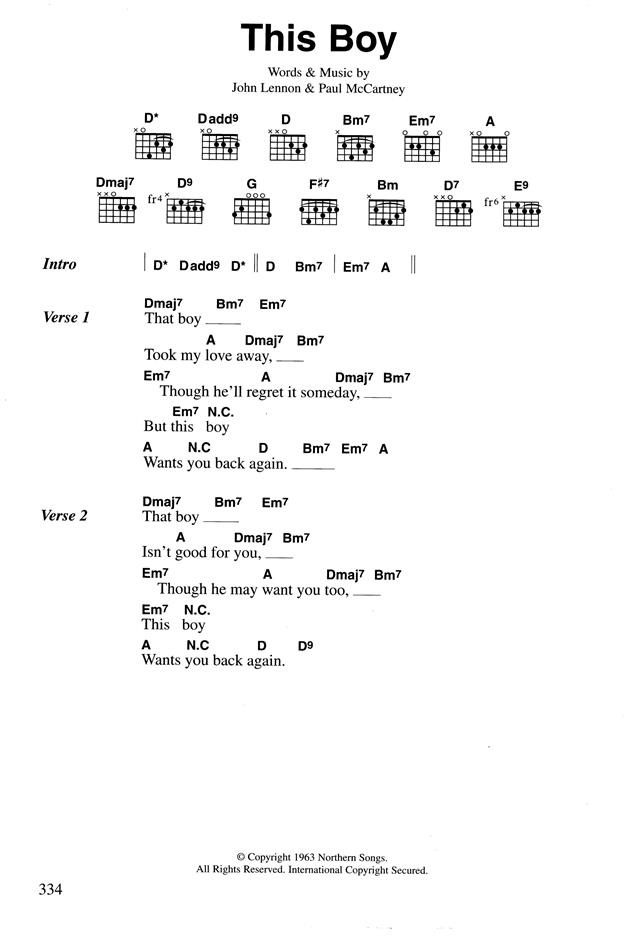 This Boy
Words & Music by
John Lennon & Paul McCartney
D* Dadd9 D Bm7 Em7 A
Dmaj7 D9 G F♯7 Bm D7 E9
fr4 fr6
Intro | D* Dadd9 D* || D Bm7 | Em7 A ||
Dmaj7 Bm7 Em7
Verse 1 That boy ____
A Dmaj7 Bm7
Took my love away, ____
Em7 A Dmaj7 Bm7
Though he'll regret it someday, ____
Em7 N.C.
But this boy
A N.C D Bm7 Em7 A
Wants you back again. ____
Dmaj7 Bm7 Em7
Verse 2 That boy ____
A Dmaj7 Bm7
Isn't good for you, ____
Em7 A Dmaj7 Bm7
Though he may want you too, ____
Em7 N.C.
This boy
A N.C D D9
Wants you back again.
© Copyright 1963 Northern Songs.
All Rights Reserved. International Copyright Secured.
334